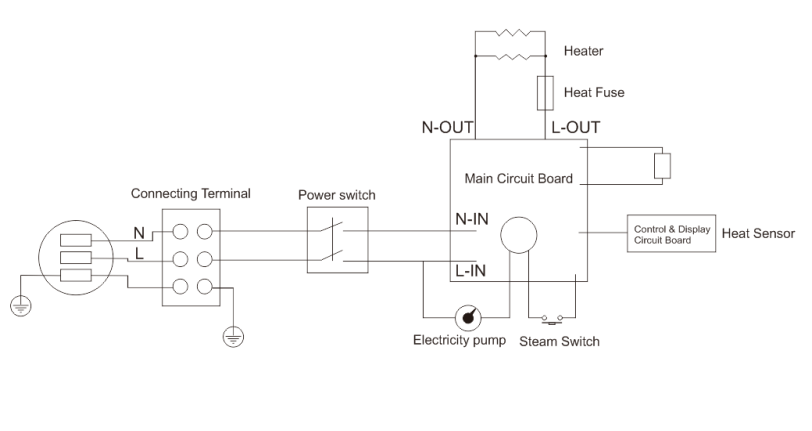 Heater
Heat Fuse
N-OUT
L-OUT
Main Circuit Board
Connecting Terminal
Power switch
N
L
N-IN
L-IN
Control & Display
Circuit Board
Heat Sensor
Electricity pump
Steam Switch